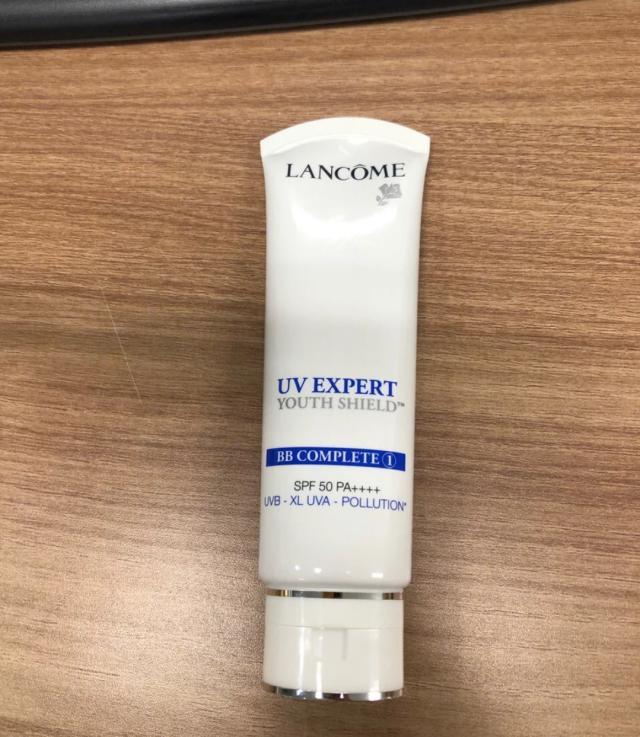 LANCÔME
UV EXPERT
YOUTH SHIELD™
BB COMPLETE ①
SPF 50 PA++++
UVB - XL UVA - POLLUTION*